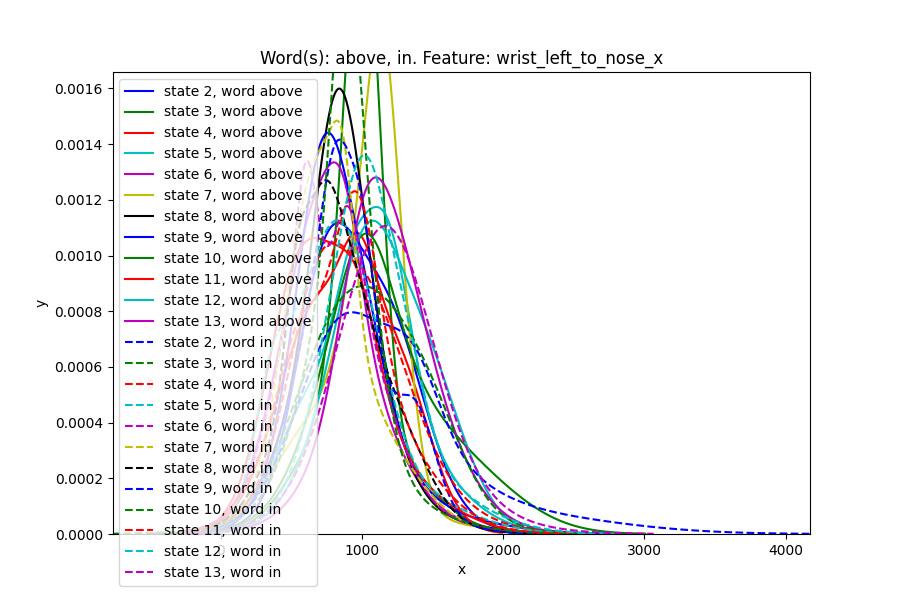 Word(s): above, in. Feature: wrist_left_to_nose_x
0.0016
0.0014
0.0012
0.0010
0.0008
0.0006
0.0004
0.0002
0.0000
y
state 2, word above
state 3, word above
state 4, word above
state 5, word above
state 6, word above
state 7, word above
state 8, word above
state 9, word above
state 10, word above
state 11, word above
state 12, word above
state 13, word above
state 2, word in
state 3, word in
state 4, word in
state 5, word in
state 6, word in
state 7, word in
state 8, word in
state 9, word in
state 10, word in
state 11, word in
state 12, word in
state 13, word in
1000 2000 3000 4000
x